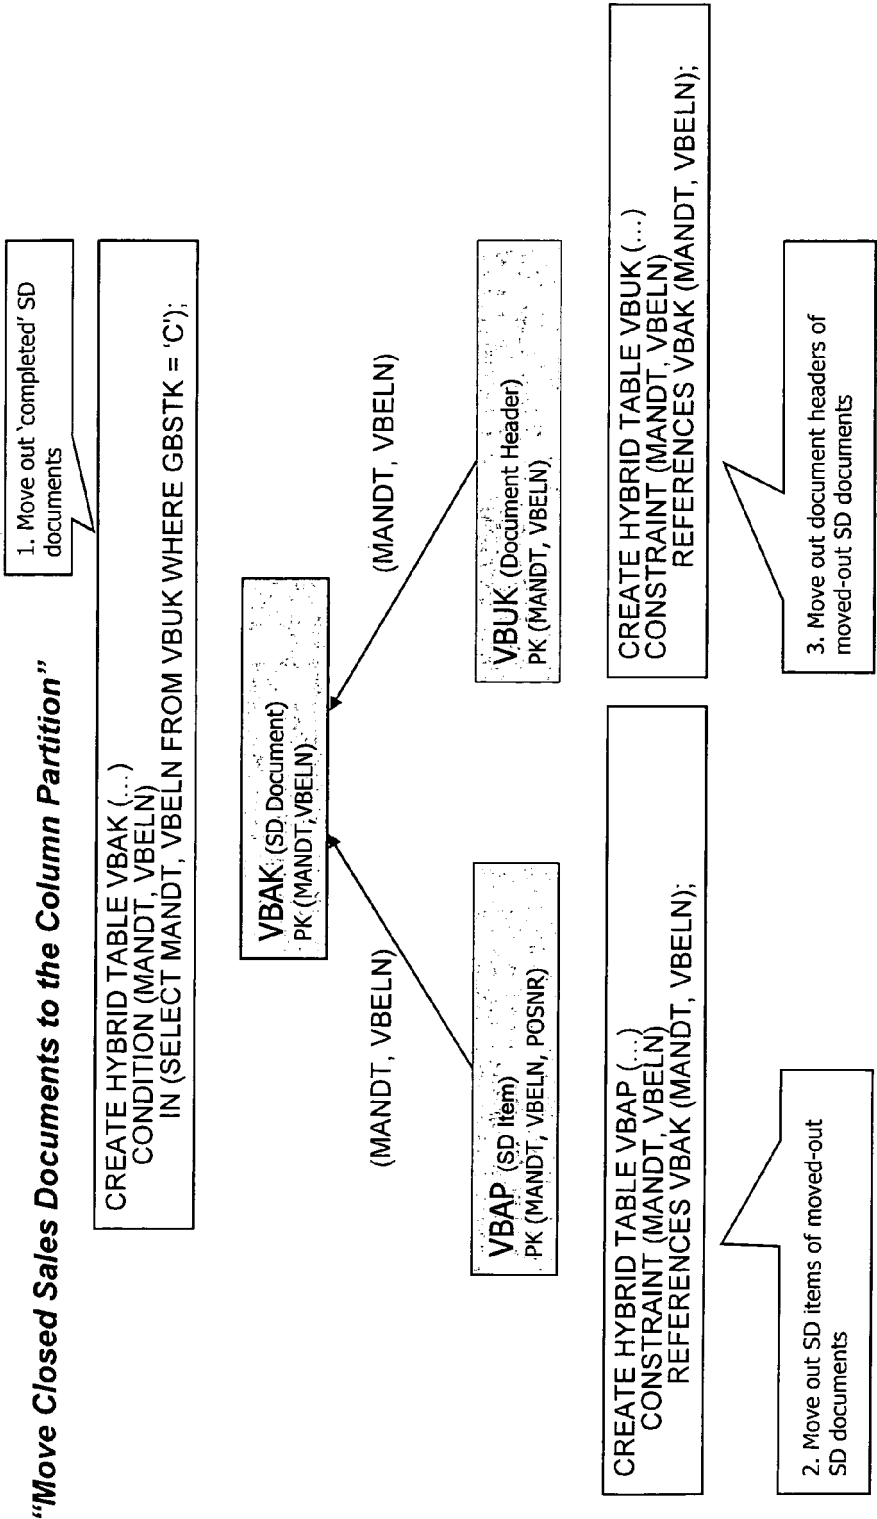 "Move Closed Sales Documents to the Column Partition"
1. Move out 'completed' SD
documents
CREATE HYBRID TABLE VBAK (...)
CONDITION (MANDT, VBELN)
IN (SELECT MANDT, VBELN FROM VBUK WHERE GBSTK = 'C');
VBAK (SD Document)
PK (MANDT,VBELN)
(MANDT, VBELN)
(MANDT, VBELN)
VBAP (SD Item)
PK (MANDT, VBELN, POSNR)
VBUK (Document Header)
PK (MANDT, VBELN)
CREATE HYBRID TABLE VBAP (...)
CONSTRAINT (MANDT, VBELN)
REFERENCES VBAK (MANDT, VBELN);
CREATE HYBRID TABLE VBUK (...)
CONSTRAINT (MANDT, VBELN)
REFERENCES VBAK (MANDT, VBELN);
2. Move out SD items of moved-out
SD documents
3. Move out document headers of
moved-out SD documents